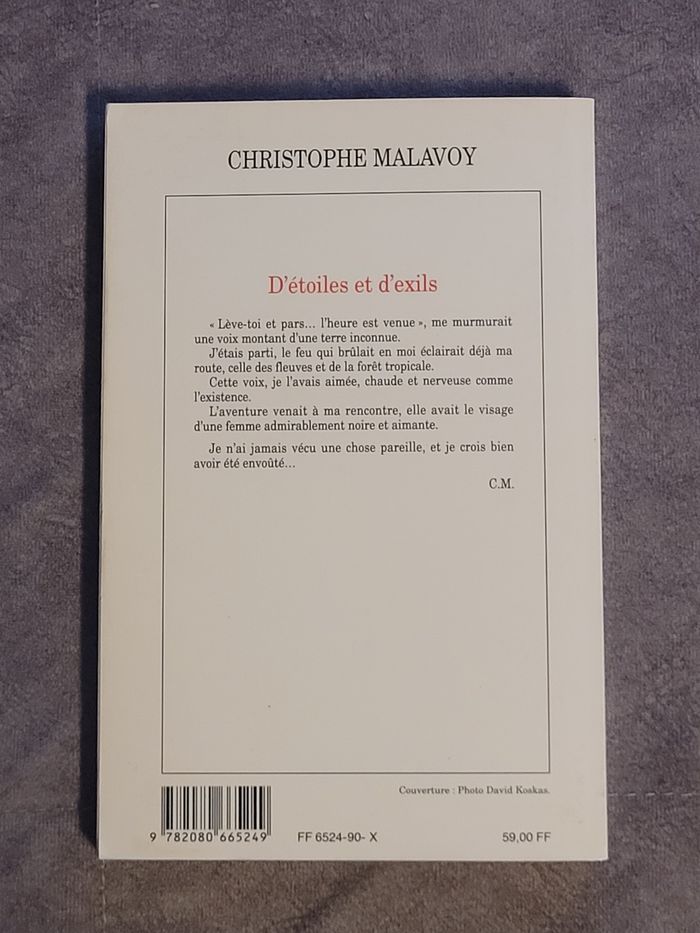 CHRISTOPHE MALAVOY
D'étoiles et d'exils
« Lève-toi et pars... l'heure est venue », me murmurait
une voix montant d'une terre inconnue.
J'étais parti, le feu qui brûlait en moi éclairait déjà ma
route, celle des fleuves et de la forêt tropicale.
Cette voix, je l'avais aimée, chaude et nerveuse comme
l'existence.
L'aventure venait à ma rencontre, elle avait le visage
d'une femme admirablement noire et aimante.
Je n'ai jamais vécu une chose pareille, et je crois bien
avoir été envoûté...
C.M.
Couverture : Photo David Koskas.
9 782080 665249 FF 6524-90- X 59,00 FF